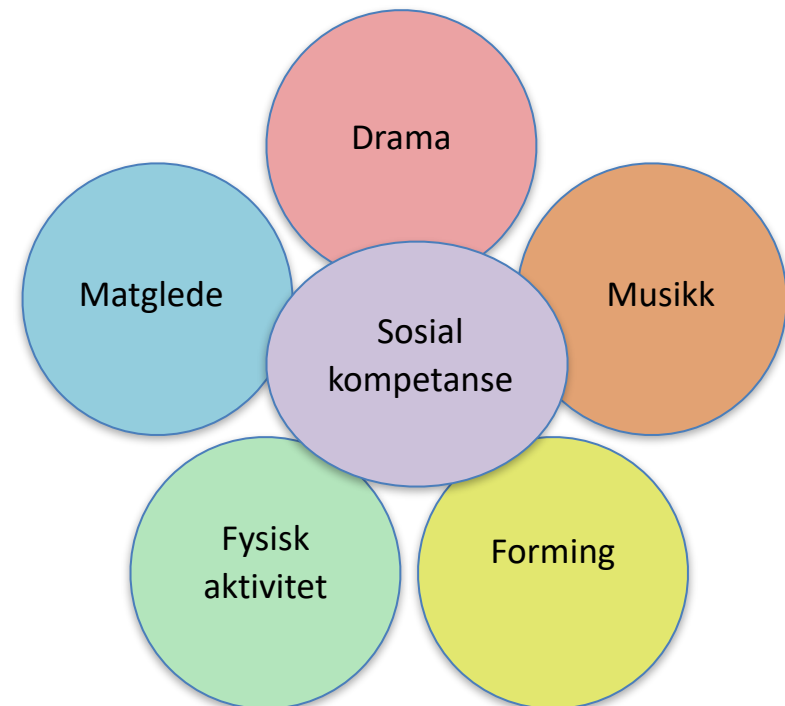 Drama
Matglede
Musikk
Sosial
kompetanse
Fysisk
aktivitet
Forming